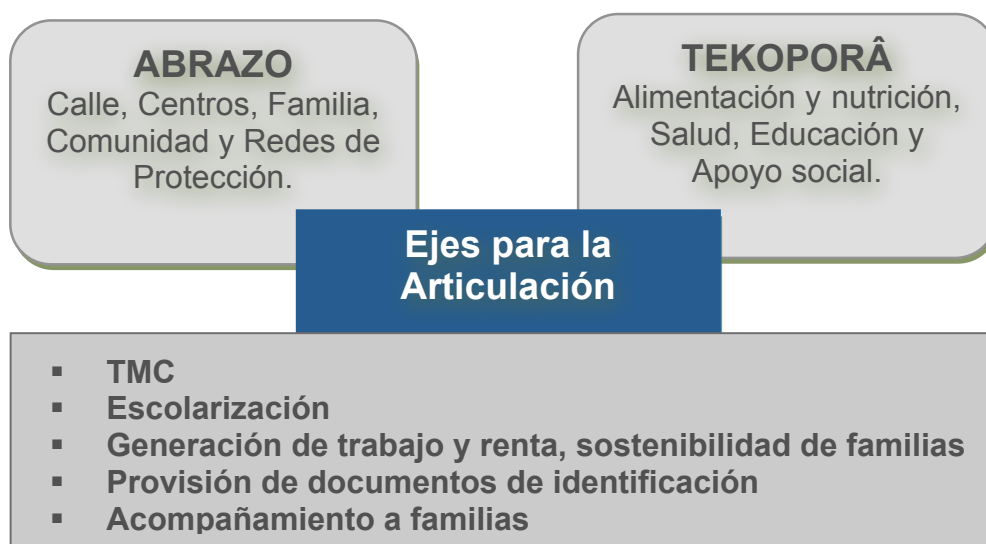 ABRAZO
Calle, Centros, Familia,
Comunidad y Redes de
Protección.
TEKOPORÂ
Alimentación y nutrición,
Salud, Educación y
Apoyo social.
Ejes para la
Articulación
▪ TMC
▪ Escolarización
▪ Generación de trabajo y renta, sostenibilidad de familias
▪ Provisión de documentos de identificación
▪ Acompañamiento a familias